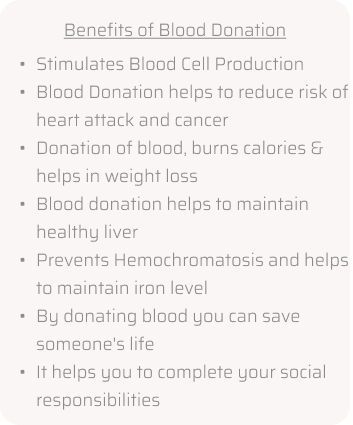 Benefits of Blood Donation
• Stimulates Blood Cell Production
• Blood Donation helps to reduce risk of
heart attack and cancer
• Donation of blood, burns calories &
helps in weight loss
• Blood donation helps to maintain
healthy liver
• Prevents Hemochromatosis and helps
to maintain iron level
• By donating blood you can save
someone's life
• It helps you to complete your social
responsibilities